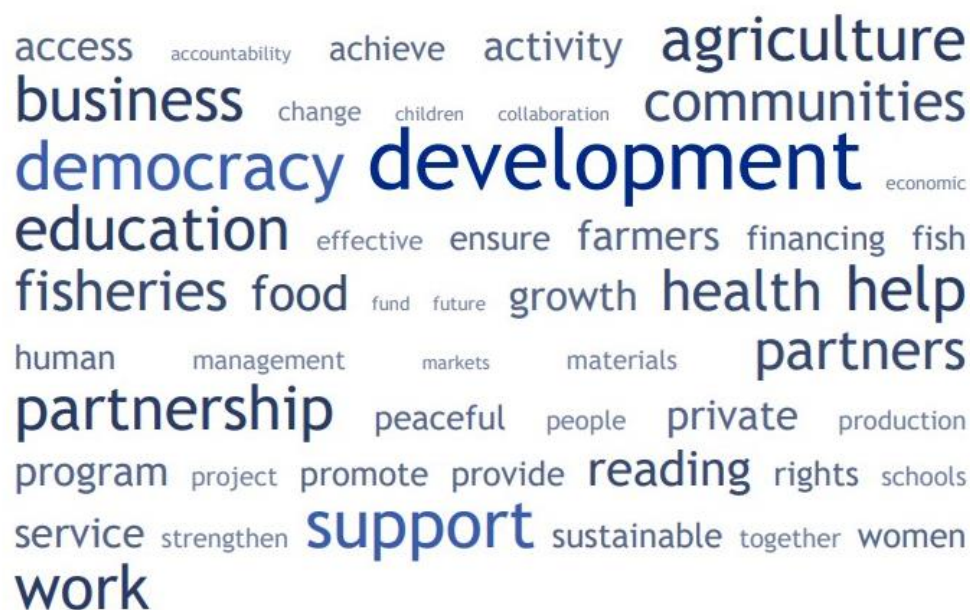 access accountability achieve activity agriculture
business change children collaboration communities
democracy development economic
education effective ensure farmers financing fish
fisheries food fund future growth health help
human management markets materials partners
partnership peaceful people private production
program project promote provide reading rights schools
service strengthen support sustainable together women
work